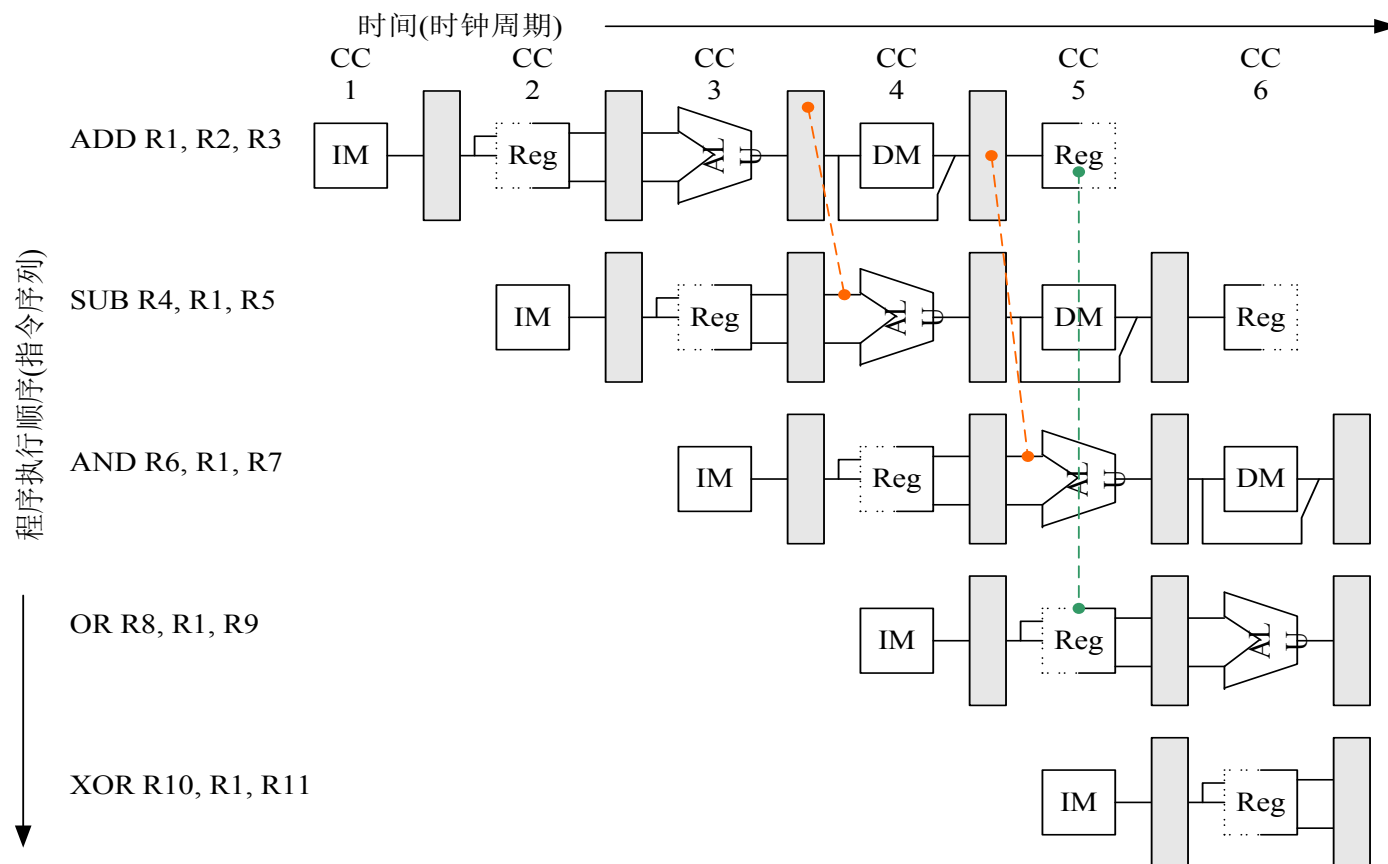 时间(时钟周期)
CC CC CC CC CC CC
1 2 3 4 5 6
ADD R1, R2, R3
IM Reg ALU DM Reg
SUB R4, R1, R5
IM Reg ALU DM Reg
AND R6, R1, R7
IM Reg ALU DM
OR R8, R1, R9
IM Reg ALU
XOR R10, R1, R11
IM Reg
程序执行顺序(指令序列)